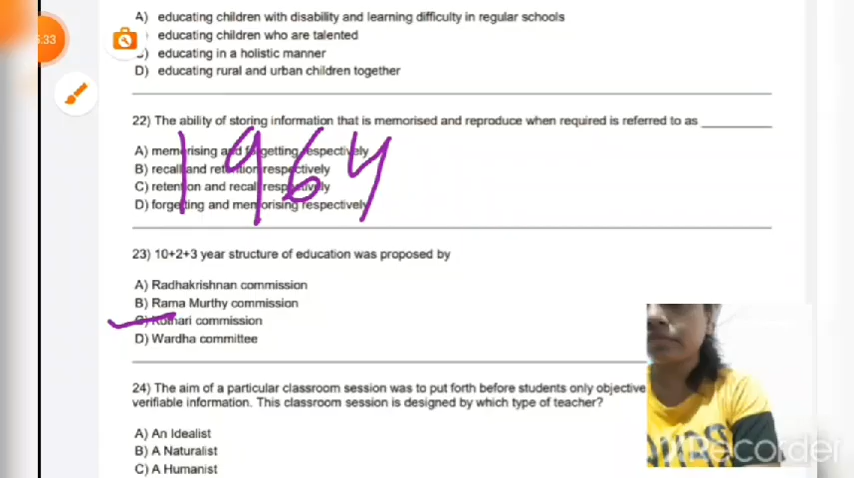 5:33
A) educating children with disability and learning difficulty in regular schools
educating children who are talented
educating in a holistic manner
D) educating rural and urban children together
22) The ability of storing information that is memorised and reproduce when required is referred to as
A) memorising and forgetting respectively
B) recall and retention respectively
C) retention and recall respectively
D) forgetting and memorising respectively
1964
23) 10+2+3 year structure of education was proposed by
A) Radhakrishnan commission
B) Rama Murthy commission
C) Kothari commission
D) Wardha committee
24) The aim of a particular classroom session was to put forth before students only objective
verifiable information. This classroom session is designed by which type of teacher?
A) An Idealist
B) A Naturalist
C) A Humanist
Recorder